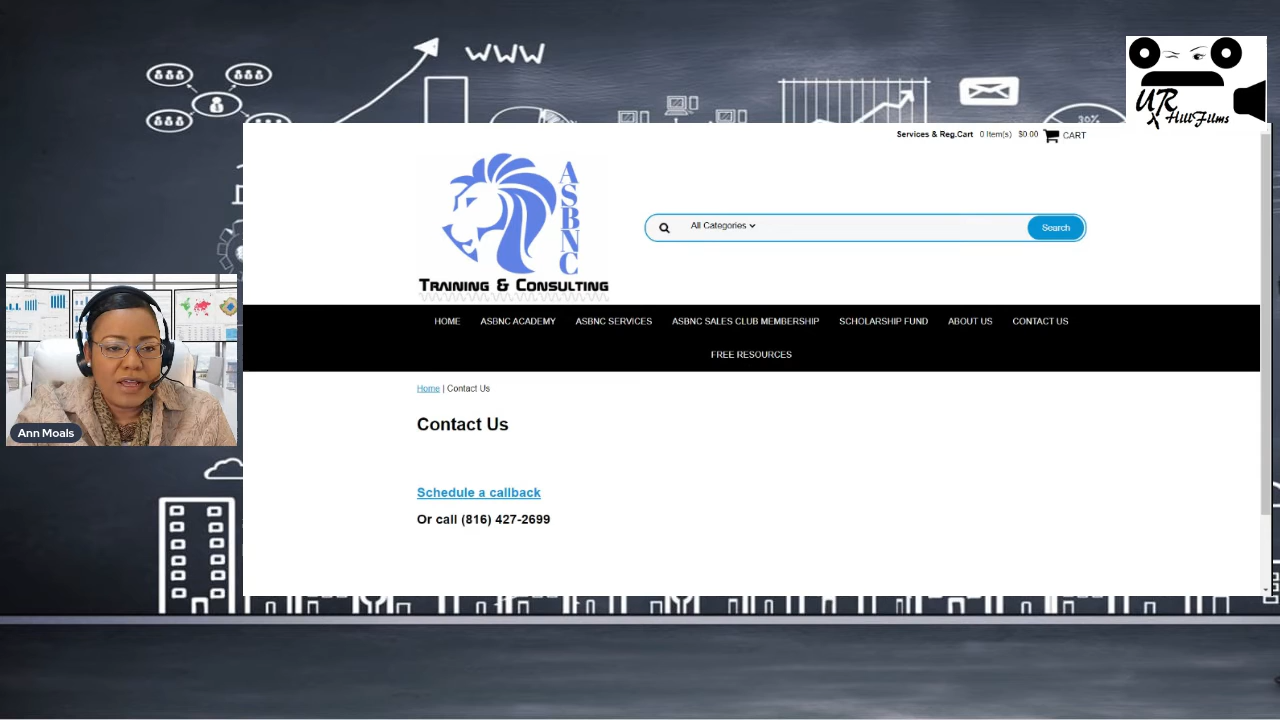 WWW
30%
UR
HillFilms
Services & Reg.Cart 0 Item(s) $0.00 CART
ASBNC
TRAINING & CONSULTING
All Categories
Search
HOME ASBNC ACADEMY ASBNC SERVICES ASBNC SALES CLUB MEMBERSHIP SCHOLARSHIP FUND ABOUT US CONTACT US
FREE RESOURCES
Home | Contact Us
Contact Us
Ann Moals
Schedule a callback
Or call (816) 427-2699